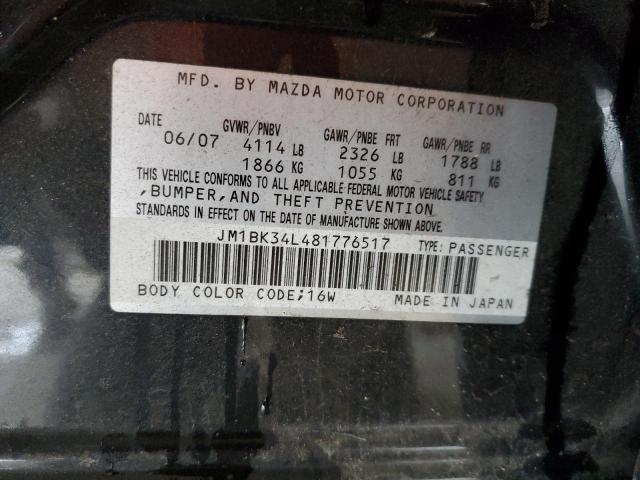 MFD. BY MAZDA MOTOR CORPORATION
DATE GVWR/PNBV GAWR/PNBE FRT GAWR/PNBE RR
06/07 4114 LB 2326 LB 1788 LB
1866 KG 1055 KG 811 KG
THIS VEHICLE CONFORMS TO ALL APPLICABLE FEDERAL MOTOR VEHICLE SAFETY
,BUMPER,AND THEFT PREVENTION
STANDARDS IN EFFECT ON THE DATE OF MANUFACTURE SHOWN ABOVE.
JM1BK34L481776517 TYPE: PASSENGER
BODY COLOR CODE;16W MADE IN JAPAN